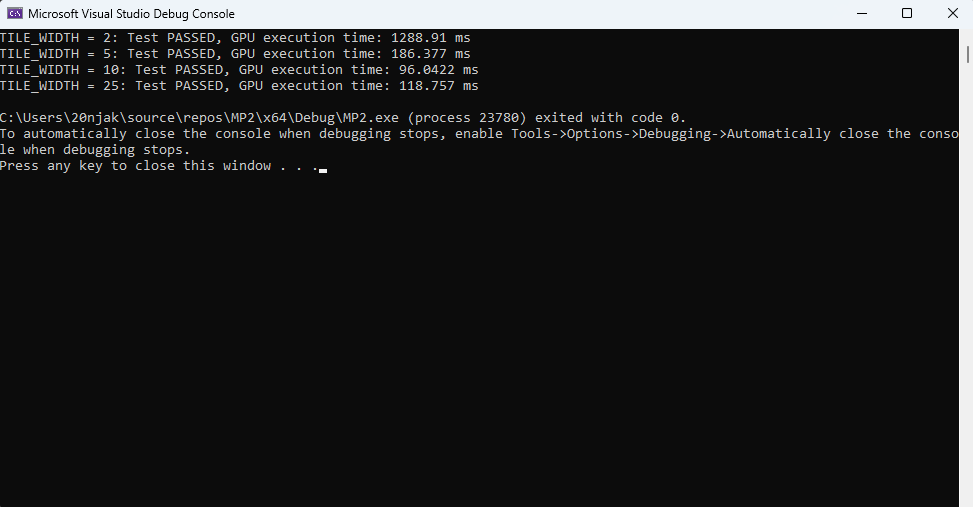 Microsoft Visual Studio Debug Console
TILE_WIDTH = 2: Test PASSED, GPU execution time: 1288.91 ms
TILE_WIDTH = 5: Test PASSED, GPU execution time: 186.377 ms
TILE_WIDTH = 10: Test PASSED, GPU execution time: 96.0422 ms
TILE_WIDTH = 25: Test PASSED, GPU execution time: 118.757 ms
C:\Users\20njak\source\repos\MP2\x64\Debug\MP2.exe (process 23780) exited with code 0.
To automatically close the console when debugging stops, enable Tools->Options->Debugging->Automatically close the conso
le when debugging stops.
Press any key to close this window . . .